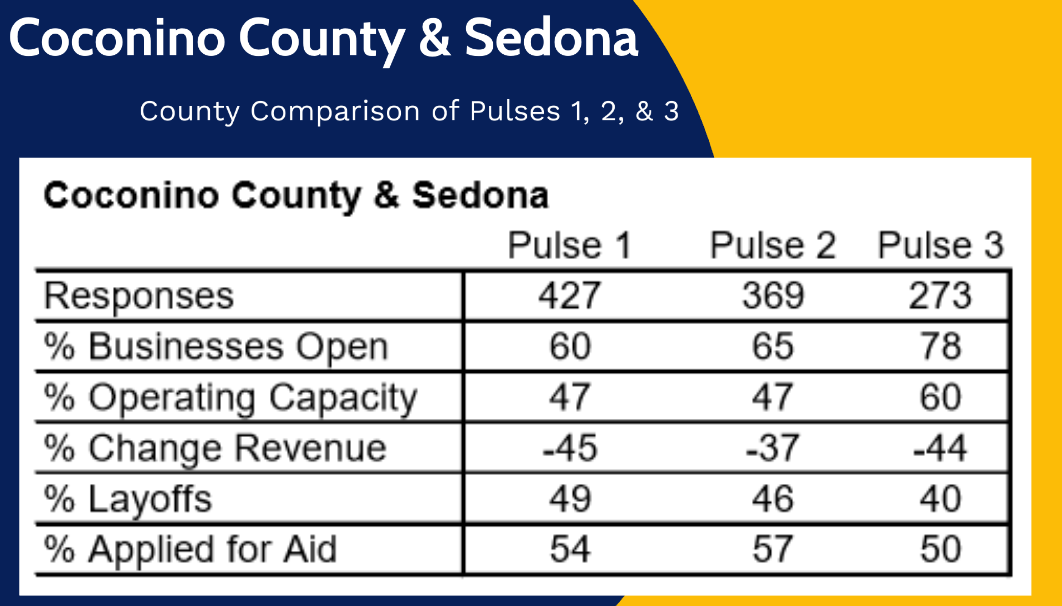 Coconino County & Sedona
County Comparison of Pulses 1, 2, & 3
Coconino County & Sedona
Pulse 1 Pulse 2 Pulse 3
Responses 427 369 273
% Businesses Open 60 65 78
% Operating Capacity 47 47 60
% Change Revenue -45 -37 -44
% Layoffs 49 46 40
% Applied for Aid 54 57 50